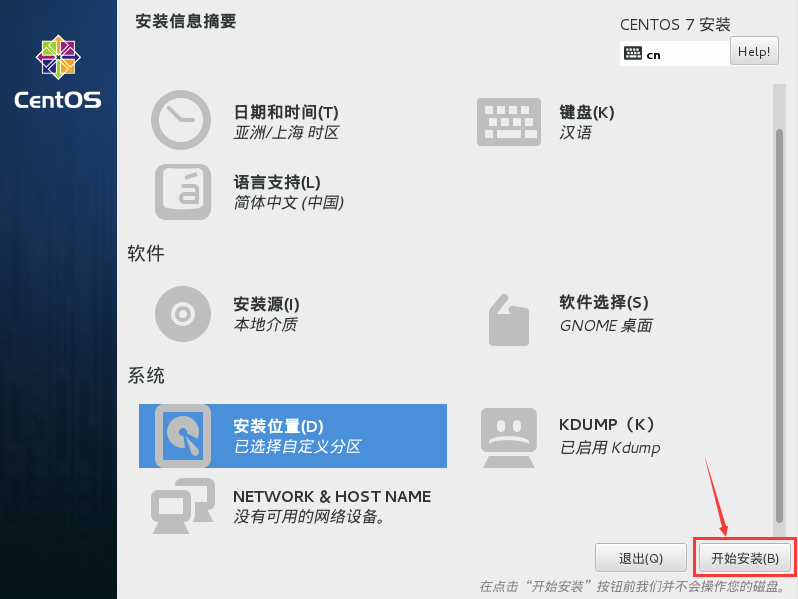 安装信息摘要
CENTOS 7 安装
cn
Help!
CentOS
日期和时间(T)
亚洲/上海 时区
键盘(K)
汉语
语言支持(L)
简体中文 (中国)
软件
安装源(I)
本地介质
软件选择(S)
GNOME 桌面
系统
安装位置(D)
已选择自定义分区
KDUMP（K）
已启用 Kdump
NETWORK & HOST NAME
没有可用的网络设备。
退出(Q)
开始安装(B)
在点击“开始安装”按钮前我们并不会操作您的磁盘。